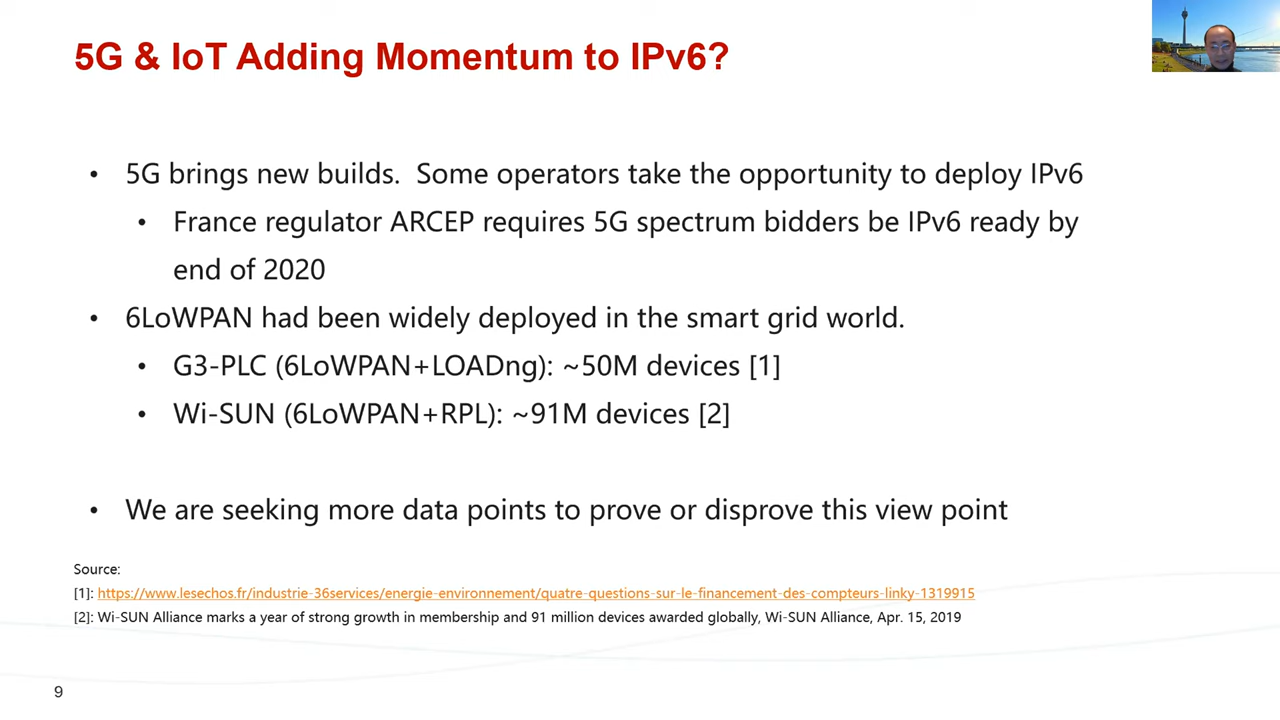 5G & IoT Adding Momentum to IPv6?
• 5G brings new builds.  Some operators take the opportunity to deploy IPv6
• France regulator ARCEP requires 5G spectrum bidders be IPv6 ready by
end of 2020
• 6LoWPAN had been widely deployed in the smart grid world.
• G3-PLC (6LoWPAN+LOADng): ~50M devices [1]
• Wi-SUN (6LoWPAN+RPL): ~91M devices [2]
• We are seeking more data points to prove or disprove this view point
Source:
[1]: https://www.lesechos.fr/industrie-36services/energie-environnement/quatre-questions-sur-le-financement-des-compteurs-linky-1319915
[2]: Wi-SUN Alliance marks a year of strong growth in membership and 91 million devices awarded globally, Wi-SUN Alliance, Apr. 15, 2019
9